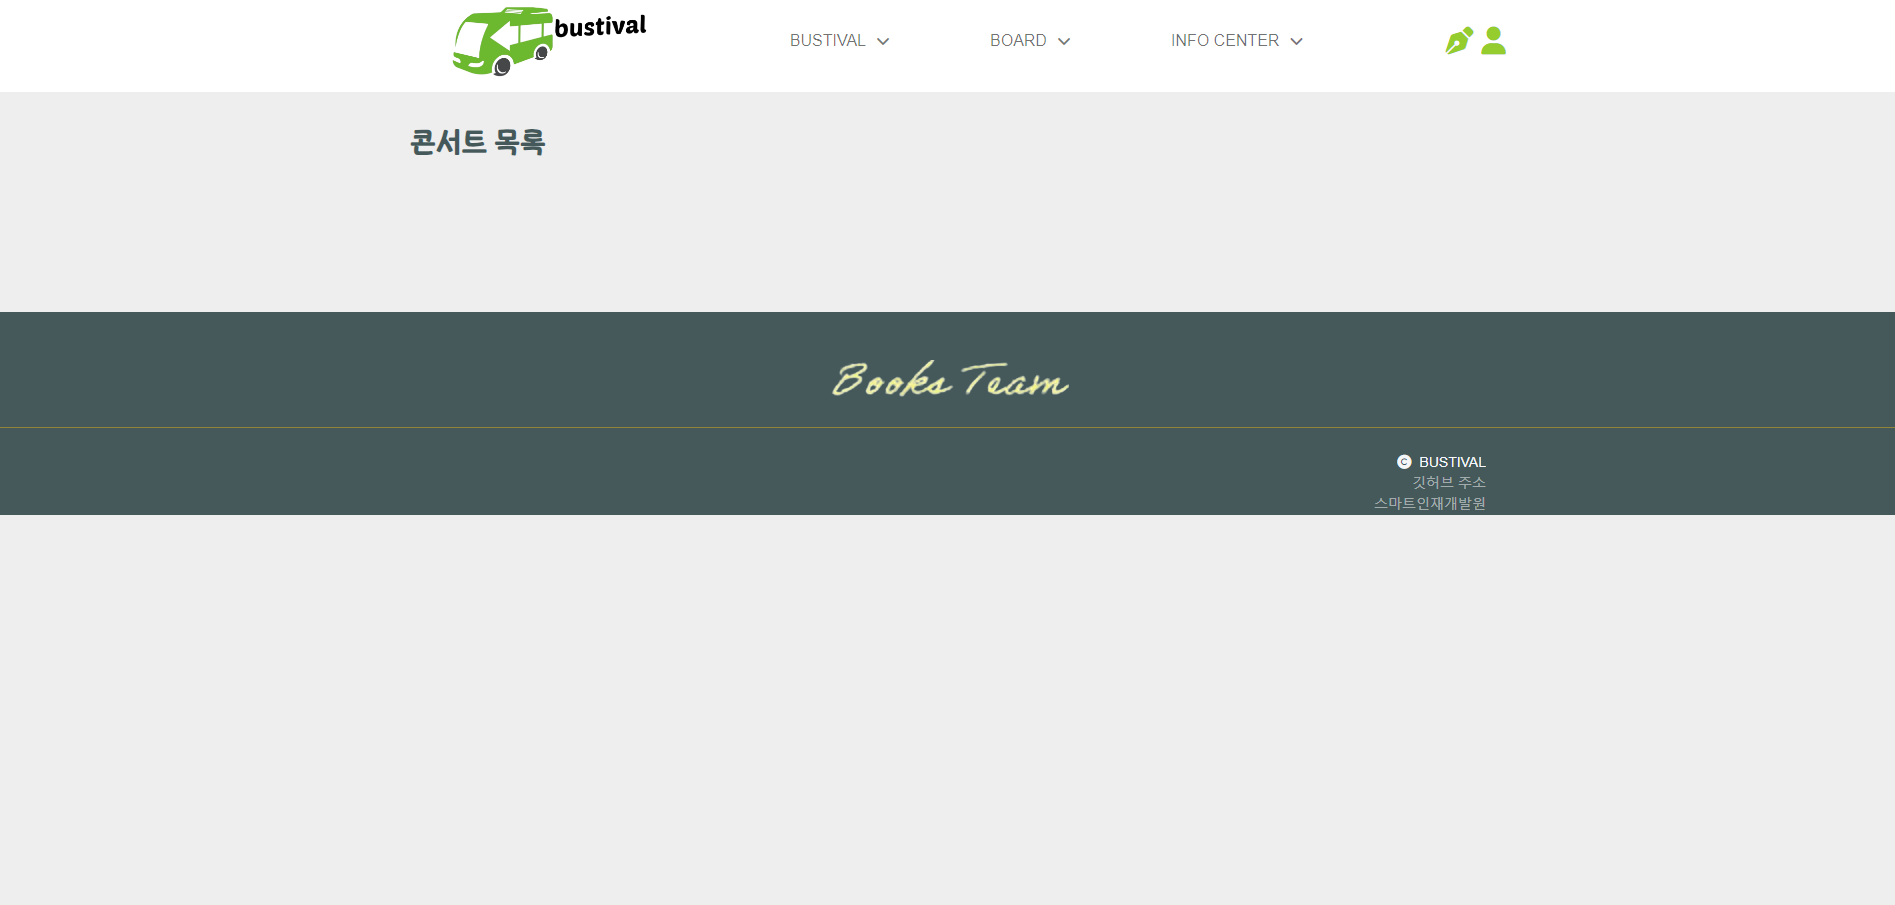 bustival
BUSTIVAL
BOARD
INFO CENTER
콘서트 목록
Books Team
C BUSTIVAL
깃허브 주소
스마트인재개발원